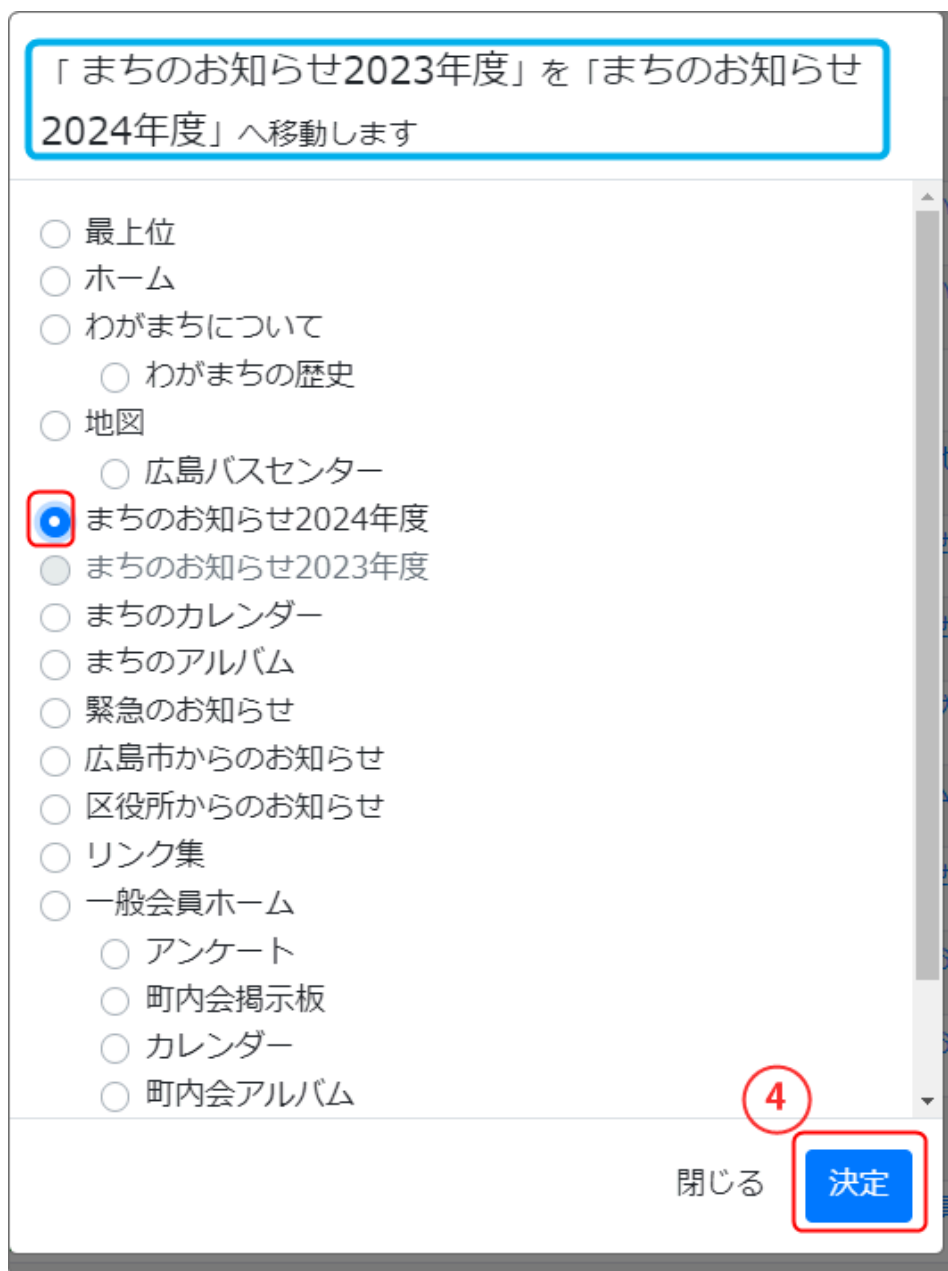 「 まちのお知らせ2023年度」を「まちのお知らせ
2024年度」へ移動します
最上位
ホーム
わがまちについて
わがまちの歴史
地図
広島バスセンター
まちのお知らせ2024年度
まちのお知らせ2023年度
まちのカレンダー
まちのアルバム
緊急のお知らせ
広島市からのお知らせ
区役所からのお知らせ
リンク集
一般会員ホーム
アンケート
町内会掲示板
カレンダー
町内会アルバム
4
閉じる 決定